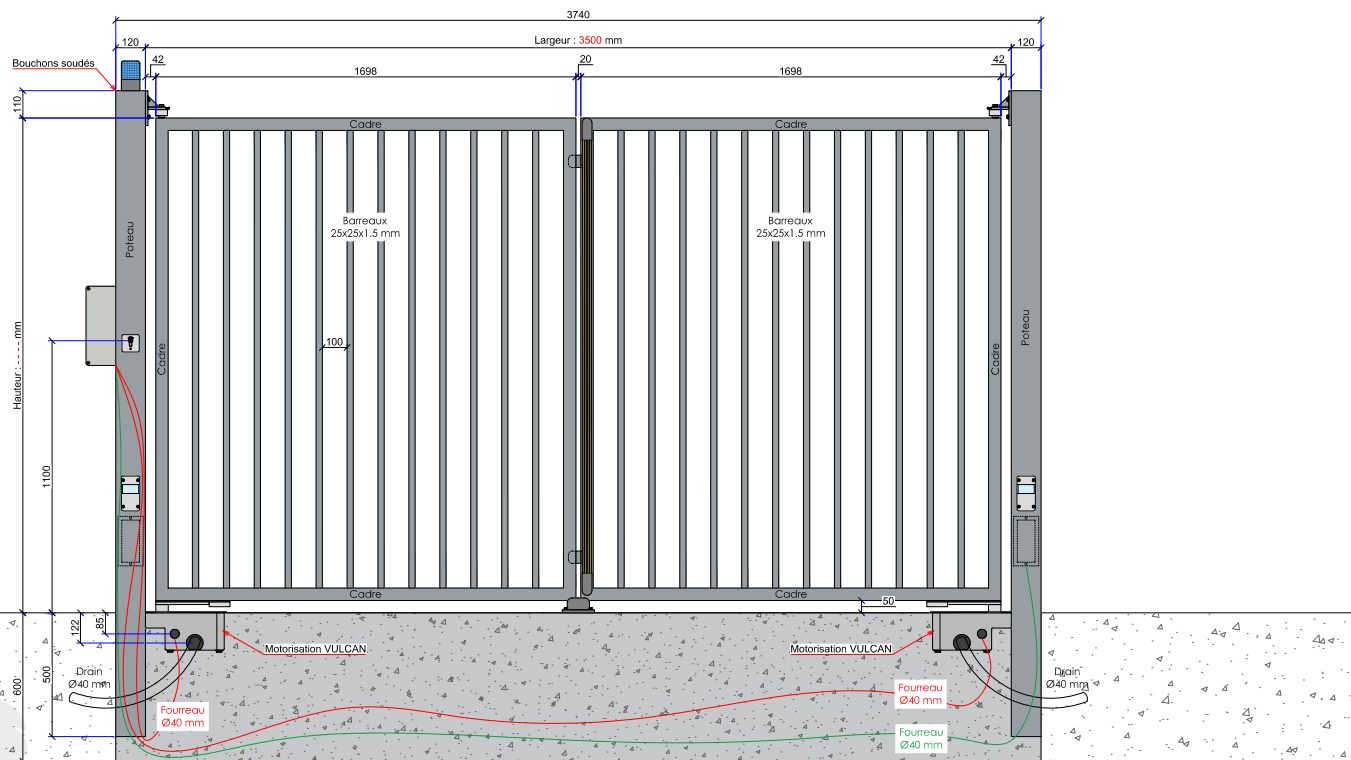 3740
120
Largeur : 3500 mm
120
Bouchons soudés
42
1698
20
1698
42
110
Cadre
Cadre
Poteau
Barreaux
25x25x1.5 mm
Barreaux
25x25x1.5 mm
Hauteur : - - - - mm
100
Cadre
Cadre
Poteau
1100
Cadre
Cadre
50
122
85
500
600
Motorisation VULCAN
Motorisation VULCAN
Drain
Ø40 mm
Drain
Ø40 mm
Fourreau
Ø40 mm
Fourreau
Ø40 mm
Fourreau
Ø40 mm